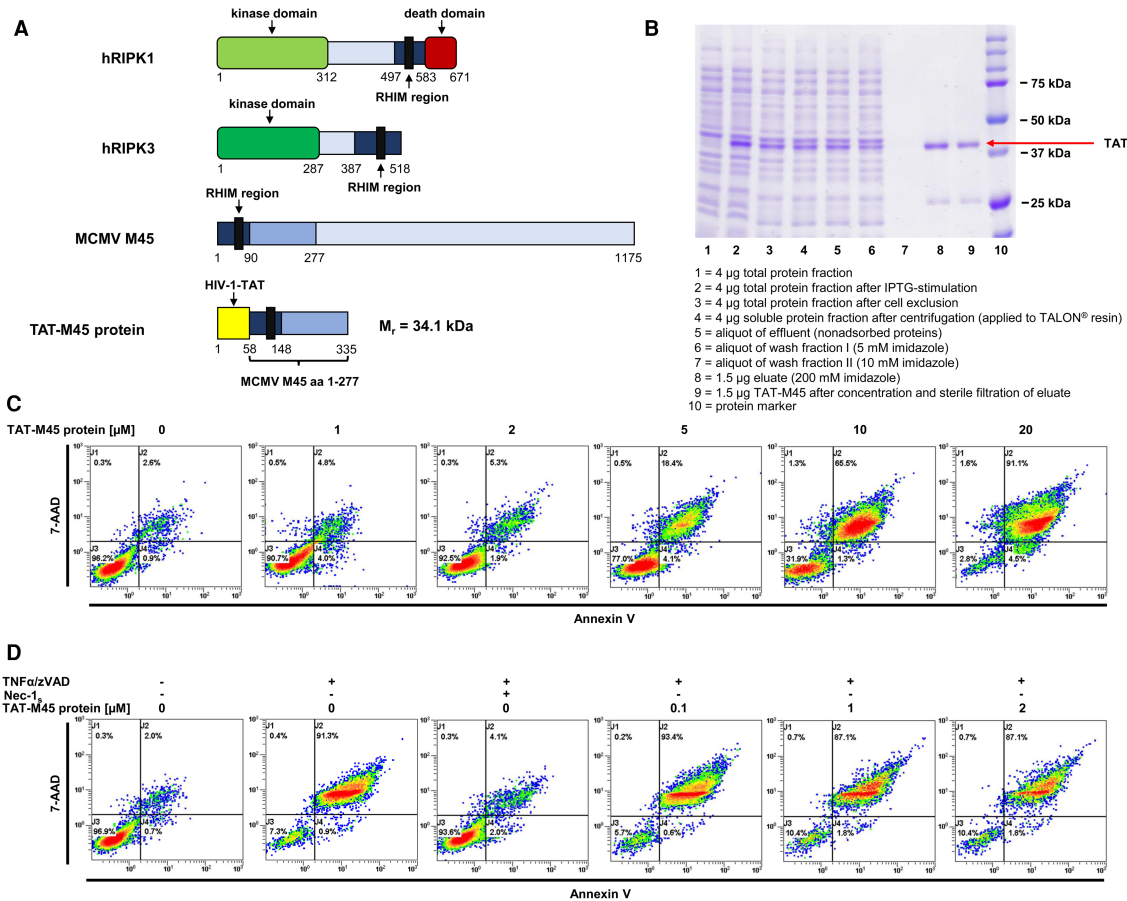 A
kinase domain
death domain
hRIPK1
1 312 497 583 671
RHIM region
kinase domain
hRIPK3
1 287 387 518
RHIM region
RHIM region
MCMV M45
1 90 277 1175
HIV-1-TAT
TAT-M45 protein
Mr = 34.1 kDa
1 58 148 335
MCMV M45 aa 1-277
B
75 kDa
50 kDa
TAT
37 kDa
25 kDa
1 2 3 4 5 6 7 8 9 10
1 = 4 µg total protein fraction
2 = 4 µg total protein fraction after IPTG-stimulation
3 = 4 µg total protein fraction after cell exclusion
4 = 4 µg soluble protein fraction after centrifugation (applied to TALON® resin)
5 = aliquot of effluent (nonadsorbed proteins)
6 = aliquot of wash fraction I (5 mM imidazole)
7 = aliquot of wash fraction II (10 mM imidazole)
8 = 1.5 µg eluate (200 mM imidazole)
9 = 1.5 µg TAT-M45 after concentration and sterile filtration of eluate
10 = protein marker
C
TAT-M45 protein [µM] 0 1 2 5 10 20
7-AAD
J1 0.3% J2 2.6% J3 96.2% J4 0.9%
J1 0.5% J2 4.8% J3 90.7% J4 4.0%
J1 0.3% J2 5.3% J3 92.5% J4 1.9%
J1 0.5% J2 18.4% J3 77.0% J4 4.1%
J1 1.3% J2 65.5% J3 31.9% J4 1.3%
J1 1.6% J2 91.1% J3 2.8% J4 4.5%
10³ 10² 10¹ 10⁰
10⁰ 10¹ 10² 10³
Annexin V
D
TNFα/zVAD - + + + + +
Nec-1s - - + - - -
TAT-M45 protein [µM] 0 0 0 0.1 1 2
7-AAD
J1 0.3% J2 2.0% J3 96.9% J4 0.7%
J1 0.4% J2 91.3% J3 7.3% J4 0.9%
J1 0.3% J2 4.1% J3 93.6% J4 2.0%
J1 0.2% J2 93.4% J3 5.7% J4 0.6%
J1 0.7% J2 87.1% J3 10.4% J4 1.8%
J1 0.7% J2 87.1% J3 10.4% J4 1.8%
10³ 10² 10¹ 10⁰
10⁰ 10¹ 10² 10³
Annexin V